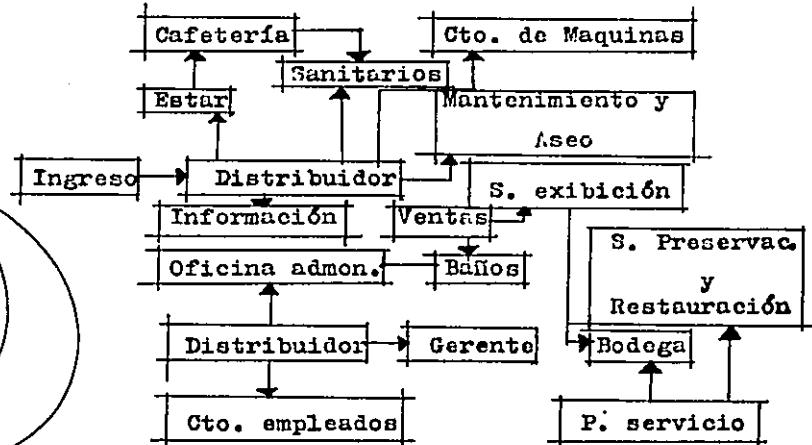 Cafetería
Cto. de Maquinas
Sanitarios
Estar
Mantenimiento y
Aseo
Ingreso
Distribuidor
S. exibición
Información
Ventas
S. Preservac.
y
Restauración
Oficina admon.
Baños
Distribuidor
Gerente
Bodega
Cto. empleados
P. servicio